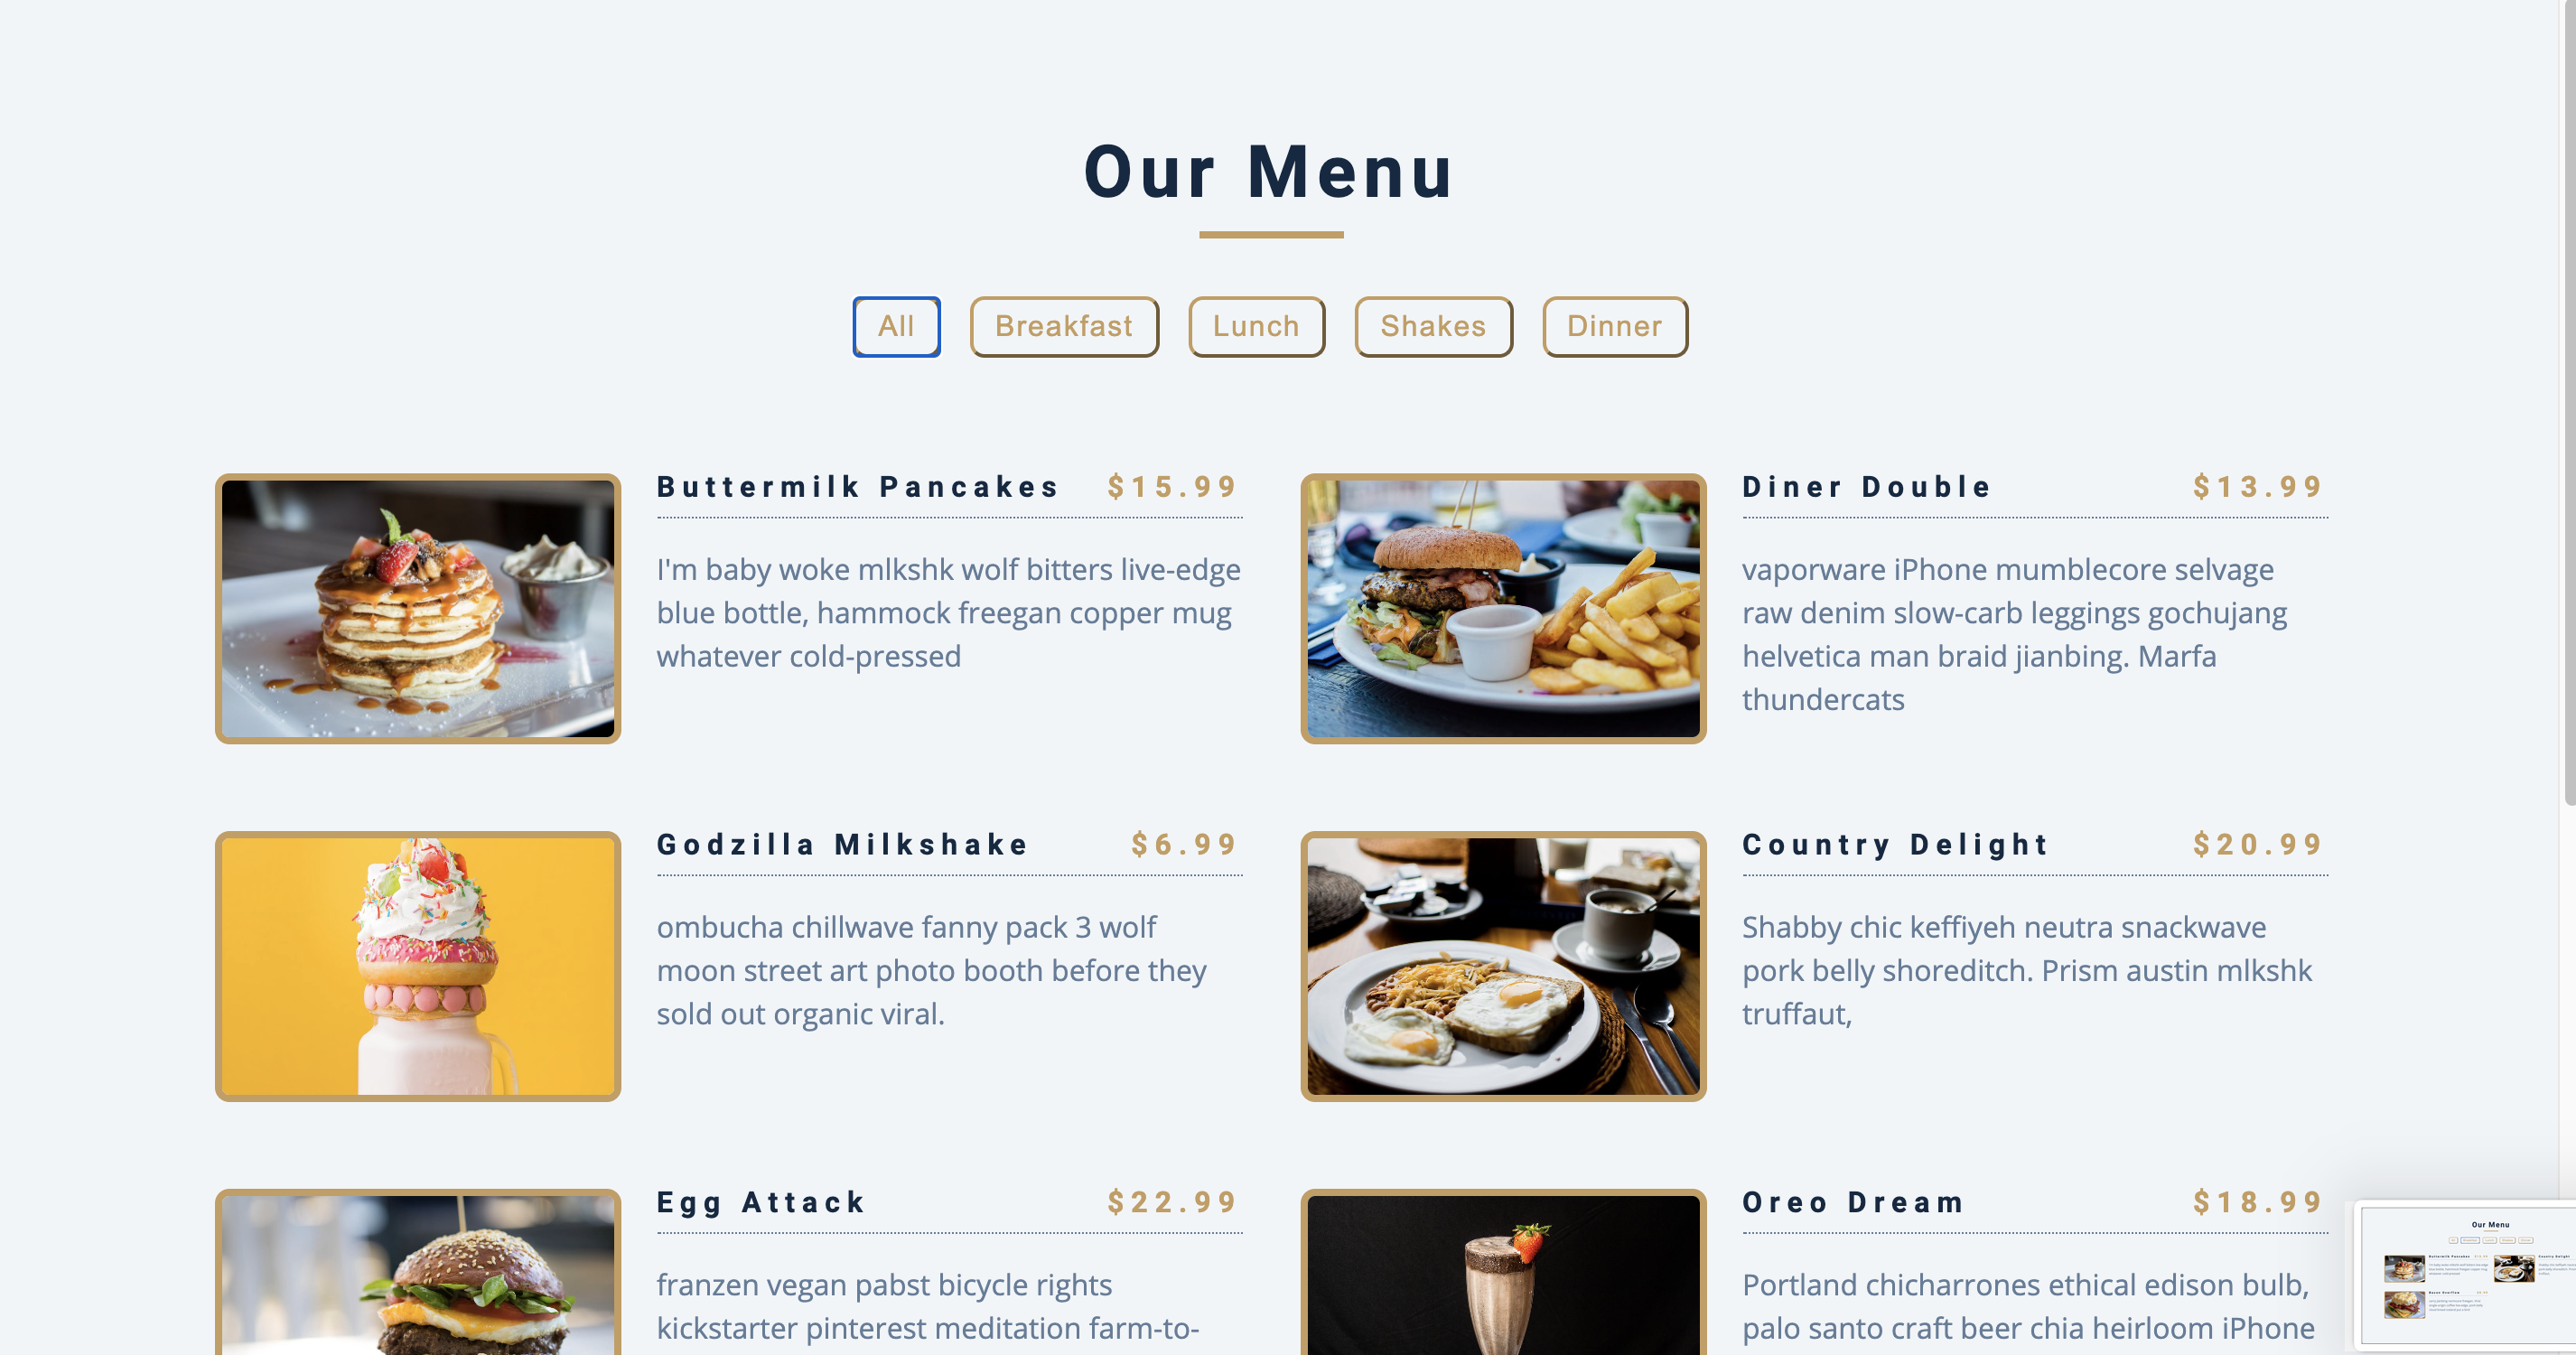 Our Menu
All
Breakfast
Lunch
Shakes
Dinner
Buttermilk Pancakes $15.99
I'm baby woke mlkshk wolf bitters live-edge
blue bottle, hammock freegan copper mug
whatever cold-pressed
Diner Double $13.99
vaporware iPhone mumblecore selvage
raw denim slow-carb leggings gochujang
helvetica man braid jianbing. Marfa
thundercats
Godzilla Milkshake $6.99
ombucha chillwave fanny pack 3 wolf
moon street art photo booth before they
sold out organic viral.
Country Delight $20.99
Shabby chic keffiyeh neutra snackwave
pork belly shoreditch. Prism austin mlkshk
truffaut,
Egg Attack $22.99
franzen vegan pabst bicycle rights
kickstarter pinterest meditation farm-to-
Oreo Dream $18.99
Portland chicharrones ethical edison bulb,
palo santo craft beer chia heirloom iPhone
Our Menu